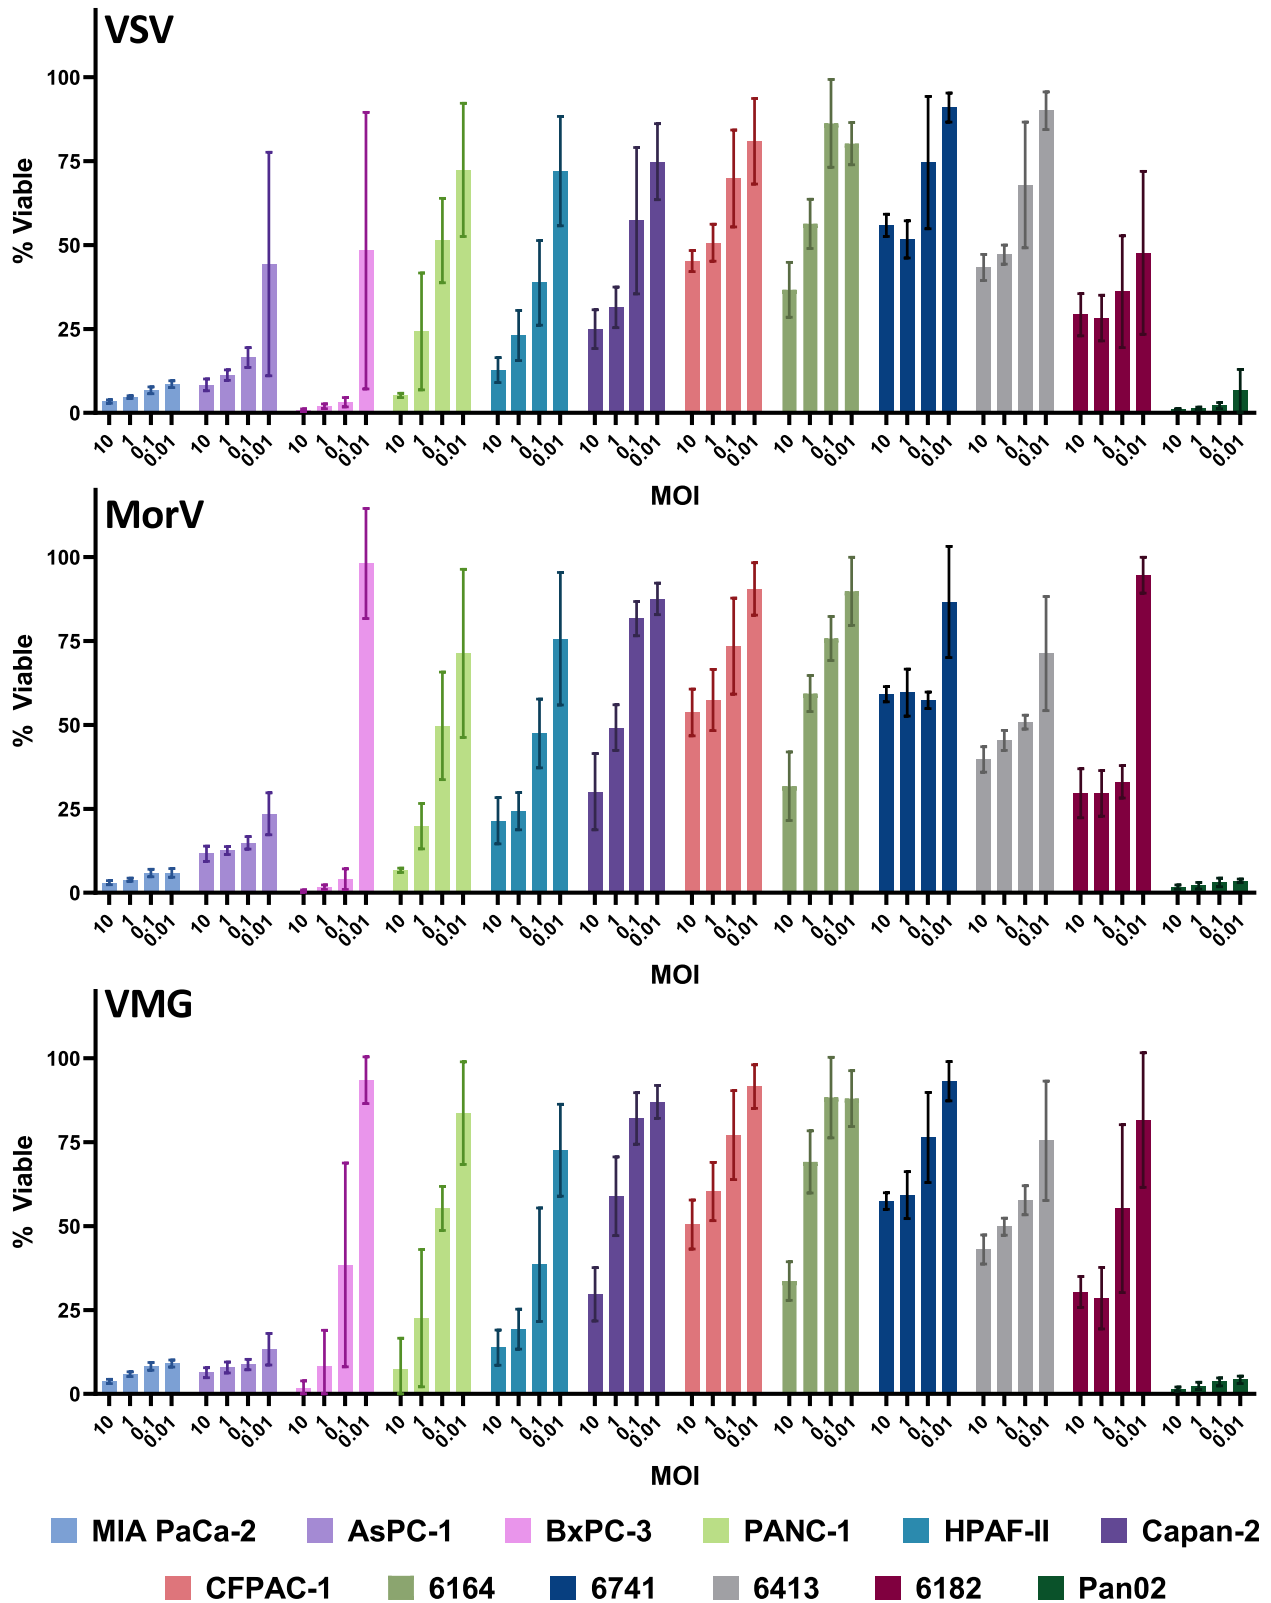 VSV
100
75
50
25
0
% Viable
10 1 0.1 0.01 10 1 0.1 0.01 10 1 0.1 0.01 10 1 0.1 0.01 10 1 0.1 0.01 10 1 0.1 0.01 10 1 0.1 0.01 10 1 0.1 0.01 10 1 0.1 0.01 10 1 0.1 0.01 10 1 0.1 0.01 10 1 0.1 0.01
MOI
MorV
100
75
50
25
0
% Viable
10 1 0.1 0.01 10 1 0.1 0.01 10 1 0.1 0.01 10 1 0.1 0.01 10 1 0.1 0.01 10 1 0.1 0.01 10 1 0.1 0.01 10 1 0.1 0.01 10 1 0.1 0.01 10 1 0.1 0.01 10 1 0.1 0.01 10 1 0.1 0.01
MOI
VMG
100
75
50
25
0
% Viable
10 1 0.1 0.01 10 1 0.1 0.01 10 1 0.1 0.01 10 1 0.1 0.01 10 1 0.1 0.01 10 1 0.1 0.01 10 1 0.1 0.01 10 1 0.1 0.01 10 1 0.1 0.01 10 1 0.1 0.01 10 1 0.1 0.01 10 1 0.1 0.01
MOI
MIA PaCa-2 AsPC-1 BxPC-3 PANC-1 HPAF-II Capan-2
CFPAC-1 6164 6741 6413 6182 Pan02